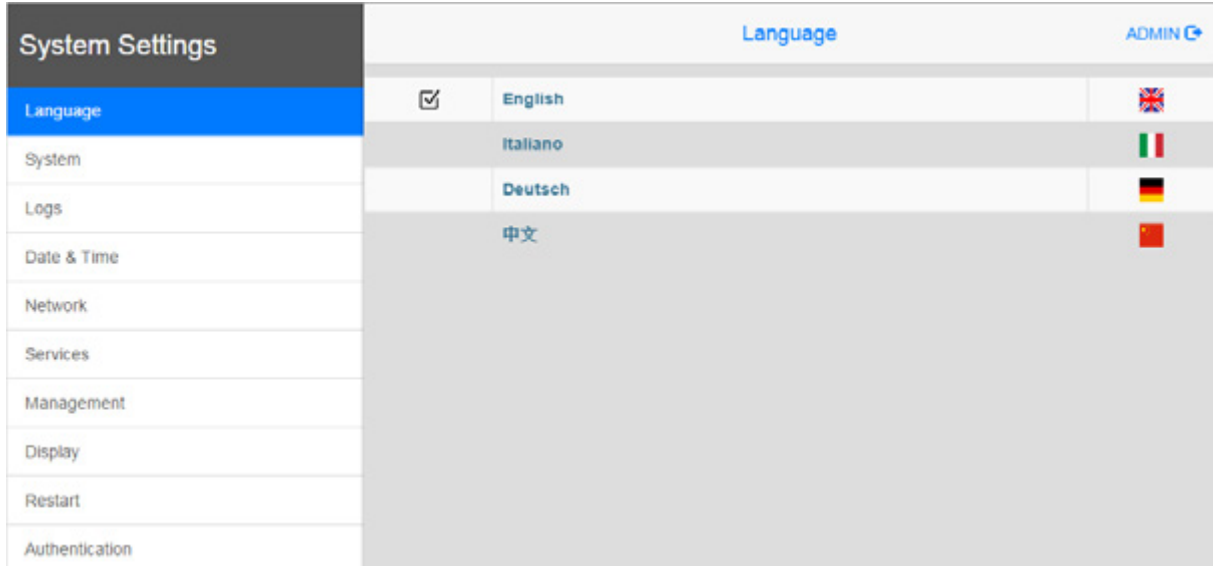 System Settings
Language
System
Logs
Date & Time
Network
Services
Management
Display
Restart
Authentication
Language
ADMIN
English
Italiano
Deutsch
中文